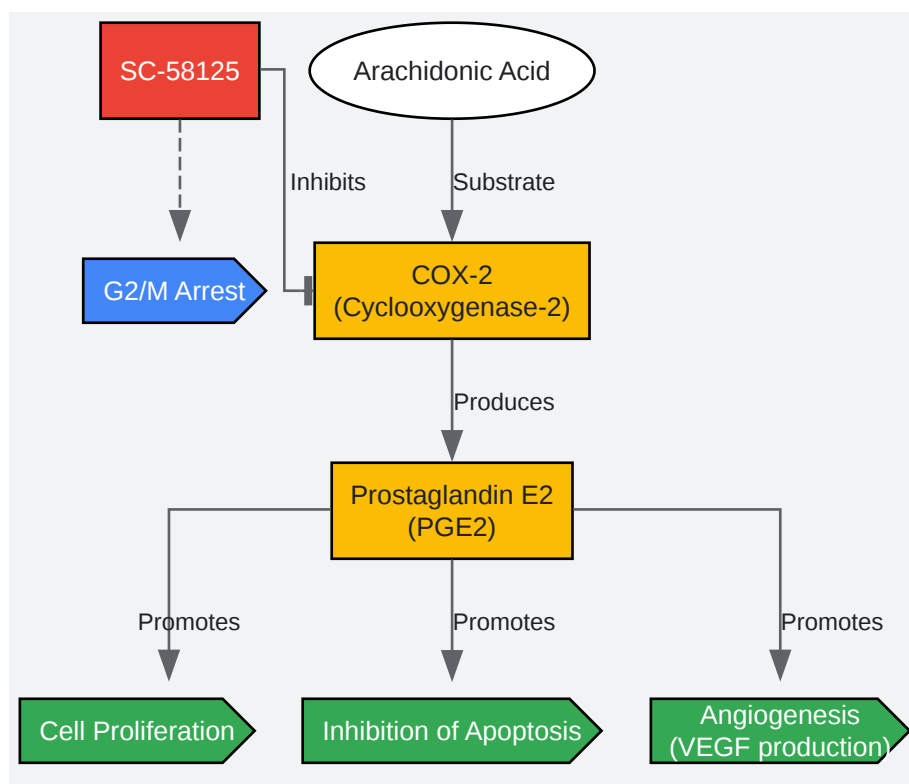 SC-58125
Arachidonic Acid
Inhibits
Substrate
G2/M Arrest
COX-2
(Cyclooxygenase-2)
Produces
Prostaglandin E2
(PGE2)
Promotes
Promotes
Promotes
Cell Proliferation
Inhibition of Apoptosis
Angiogenesis
(VEGF production)